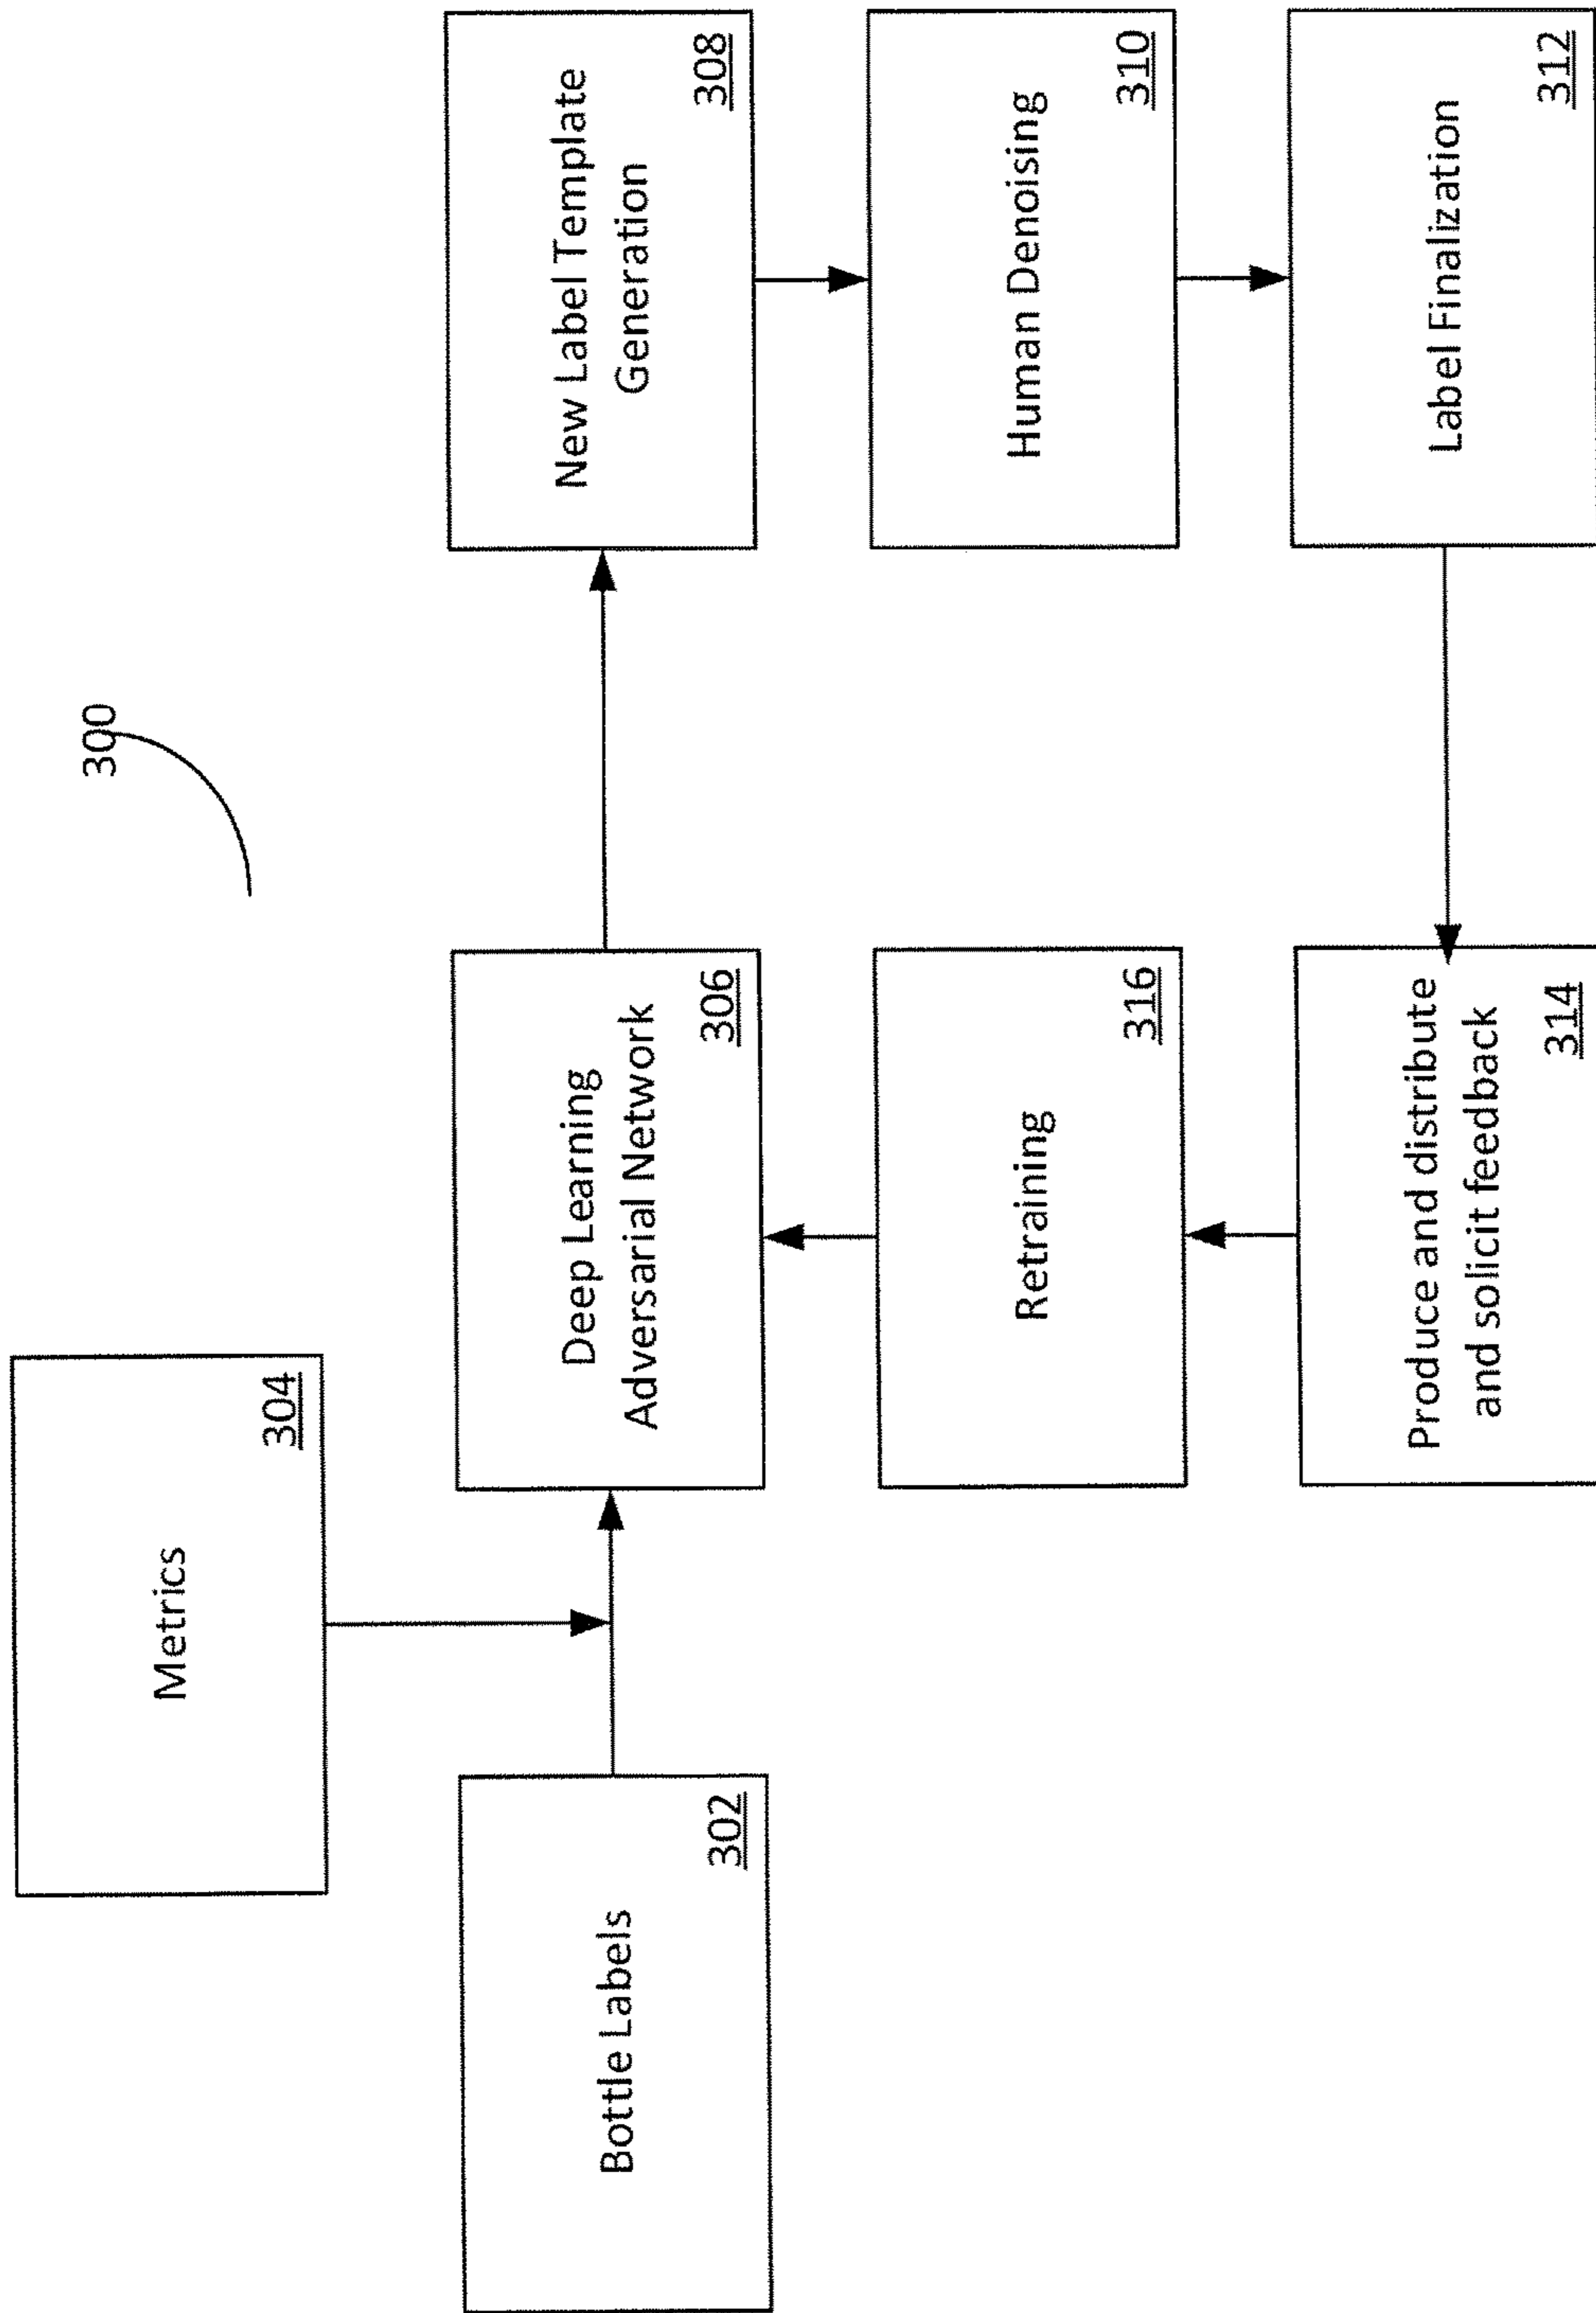 300
Metrics
304
Bottle Labels
302
Deep Learning
Adversarial Network
306
New Label Template
Generation
308
Retraining
316
Human Denoising
310
Produce and distribute
and solicit feedback
314
Label Finalization
312